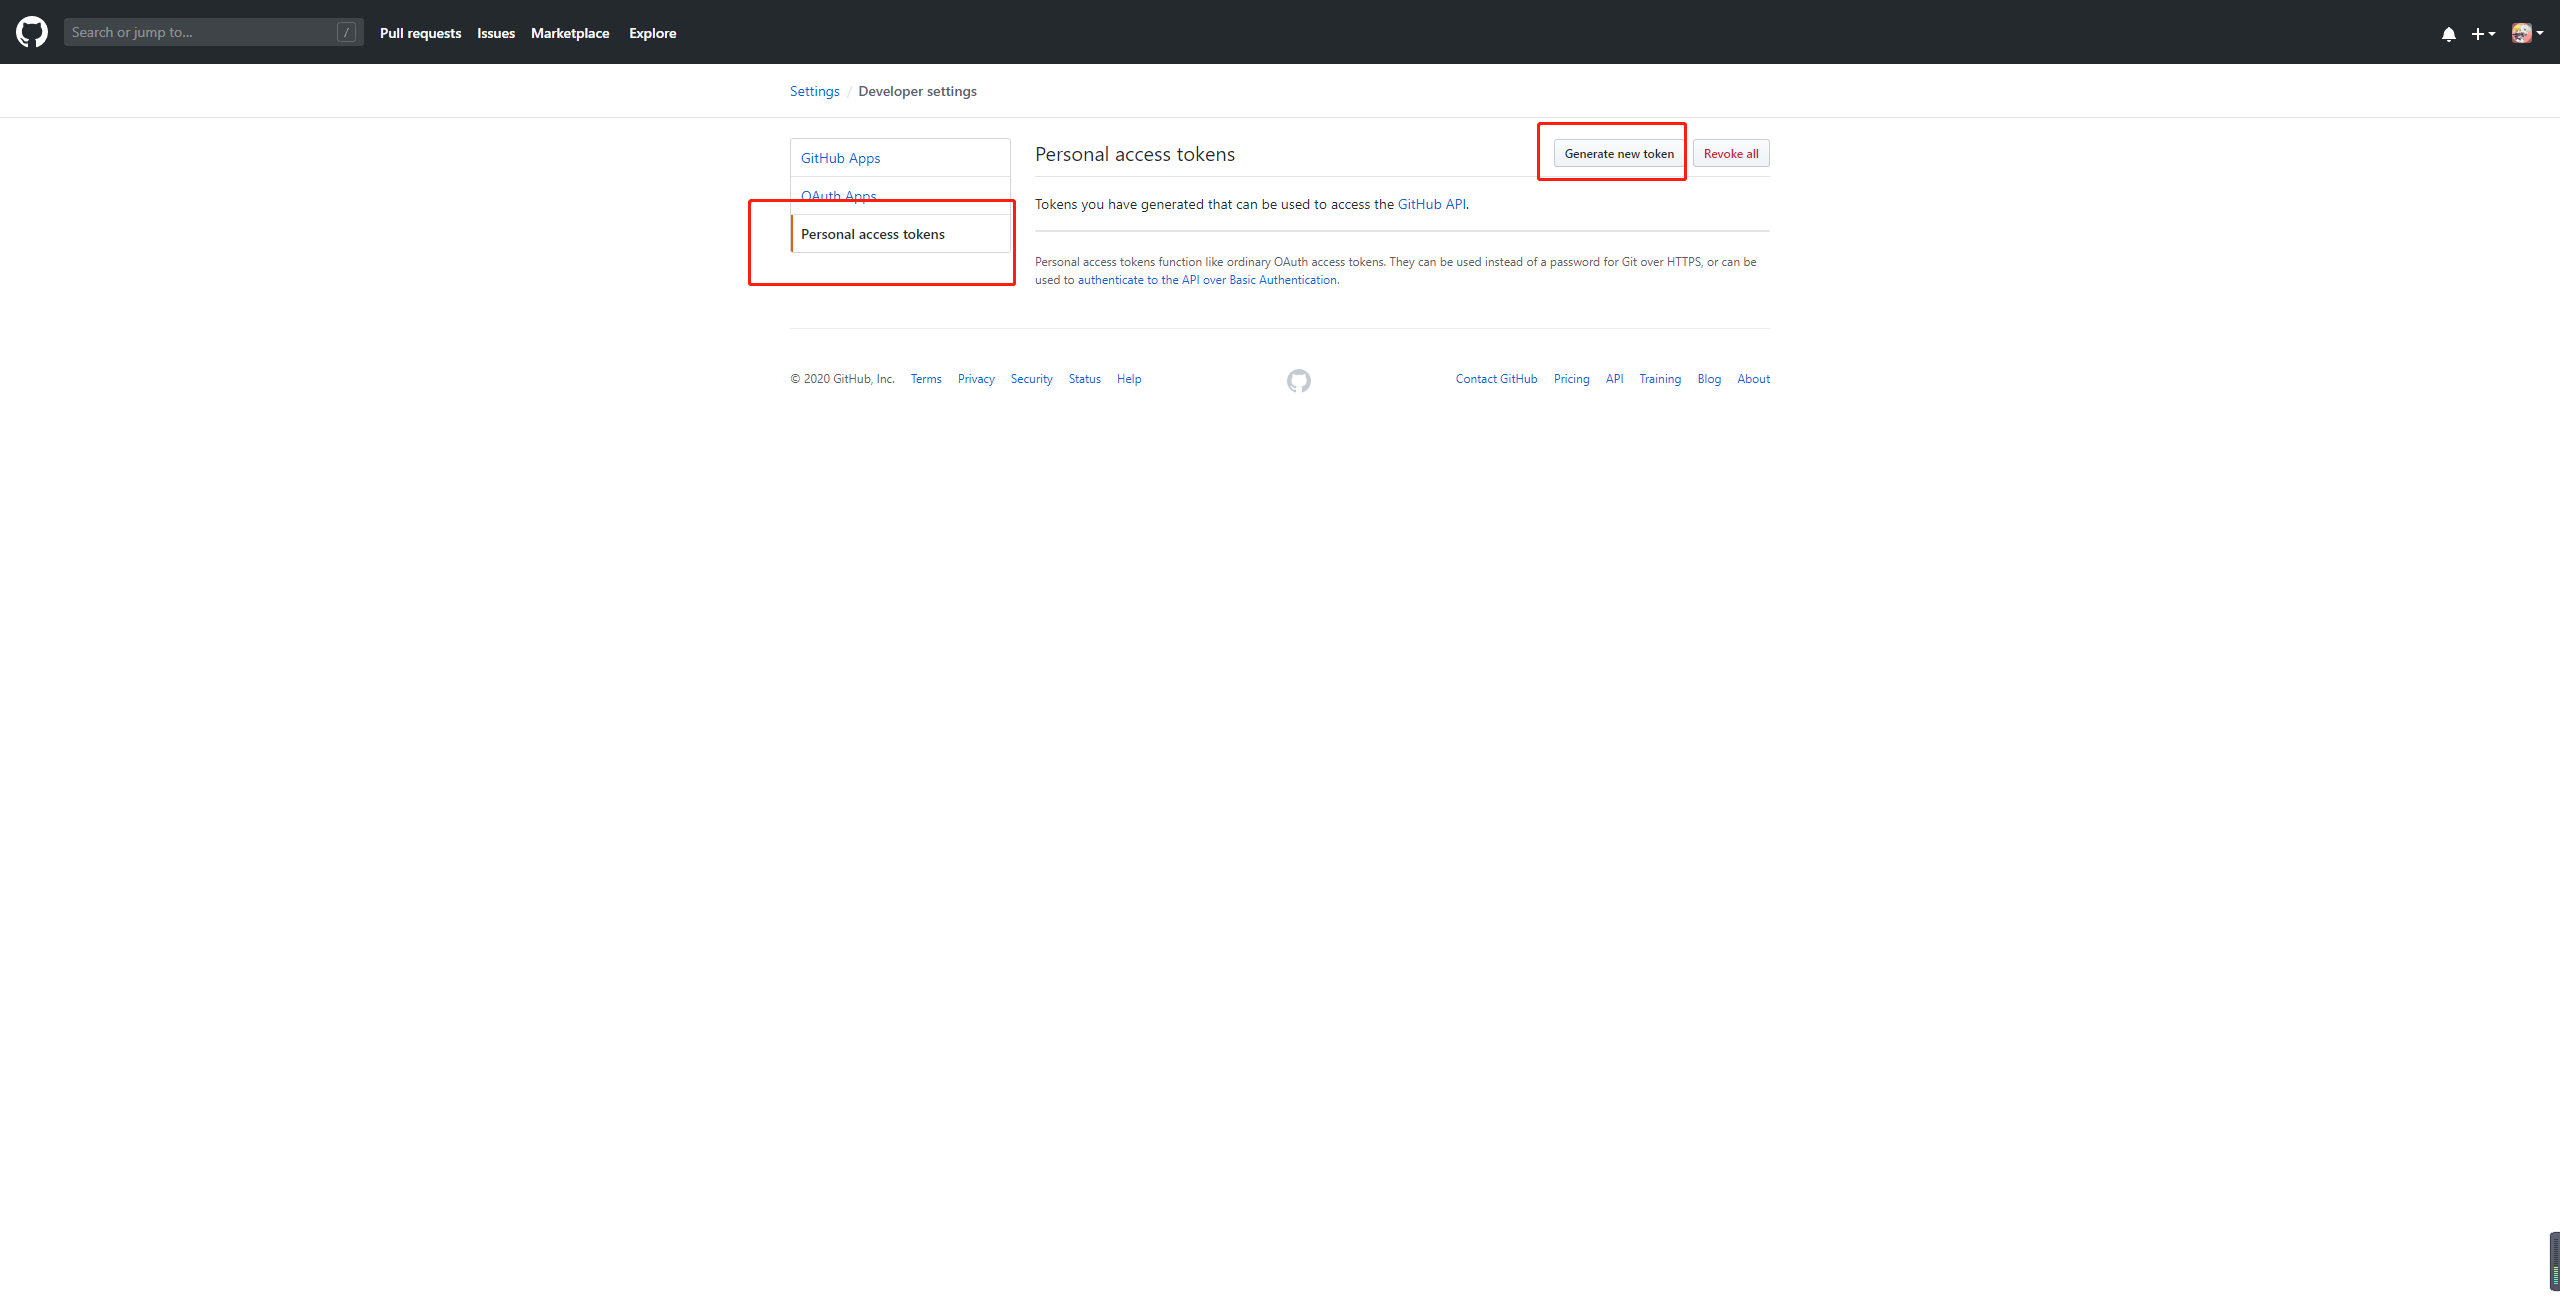 Search or jump to... /
Pull requests Issues Marketplace Explore
Settings / Developer settings
GitHub Apps
OAuth Apps
Personal access tokens
Personal access tokens
Generate new token Revoke all
Tokens you have generated that can be used to access the GitHub API.
Personal access tokens function like ordinary OAuth access tokens. They can be used instead of a password for Git over HTTPS, or can be
used to authenticate to the API over Basic Authentication.
© 2020 GitHub, Inc. Terms Privacy Security Status Help
Contact GitHub Pricing API Training Blog About